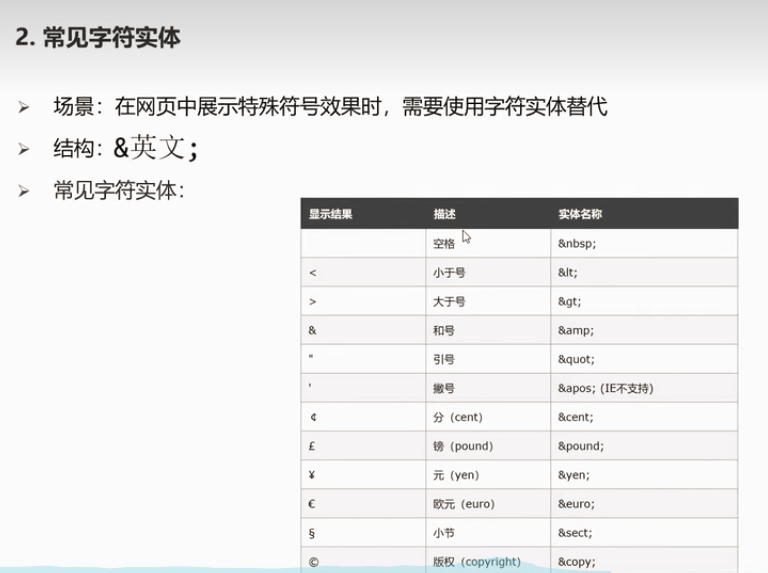 2. 常见字符实体
场景：在网页中展示特殊符号效果时，需要使用字符实体替代
结构：&英文;
常见字符实体：
显示结果 描述 实体名称
空格 &nbsp;
< 小于号 &lt;
> 大于号 &gt;
& 和号 &amp;
" 引号 &quot;
' 撇号 &apos; (IE不支持)
￠ 分（cent） &cent;
£ 镑（pound） &pound;
¥ 元（yen） &yen;
€ 欧元（euro） &euro;
§ 小节 &sect;
© 版权（copyright） &copy;